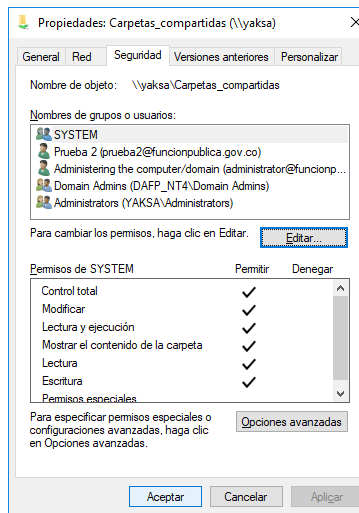 Propiedades: Carpetas_compartidas (\\yaksa)
General Red Seguridad Versiones anteriores Personalizar
Nombre de objeto: \\yaksa\Carpetas_compartidas
Nombres de grupos o usuarios:
SYSTEM
Prueba 2 (prueba2@funcionpublica.gov.co)
Administering the computer/domain (administrator@funcionp...
Domain Admins (DAFP_NT4\Domain Admins)
Administrators (YAKSA\Administrators)
Para cambiar los permisos, haga clic en Editar. Editar...
Permisos de SYSTEM Permitir Denegar
Control total
Modificar
Lectura y ejecución
Mostrar el contenido de la carpeta
Lectura
Escritura
Permisos especiales
Para especificar permisos especiales o
configuraciones avanzadas, haga clic
en Opciones avanzadas.
Opciones avanzadas
Aceptar Cancelar Aplicar